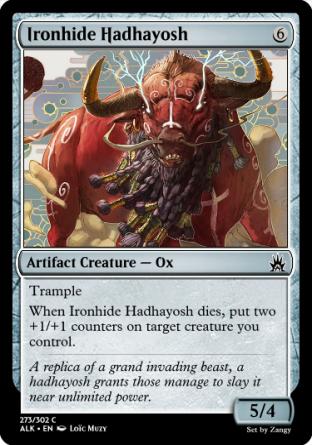 Ironhide Hadhayosh 6
Artifact Creature — Ox
Trample
When Ironhide Hadhayosh dies, put two
+1/+1 counters on target creature you
control.
A replica of a grand invading beast, a
hadhayosh grants those manage to slay it
near unlimited power.
5/4
273/302 C
ALK • EN Loïc Muzy
Set by Zangy